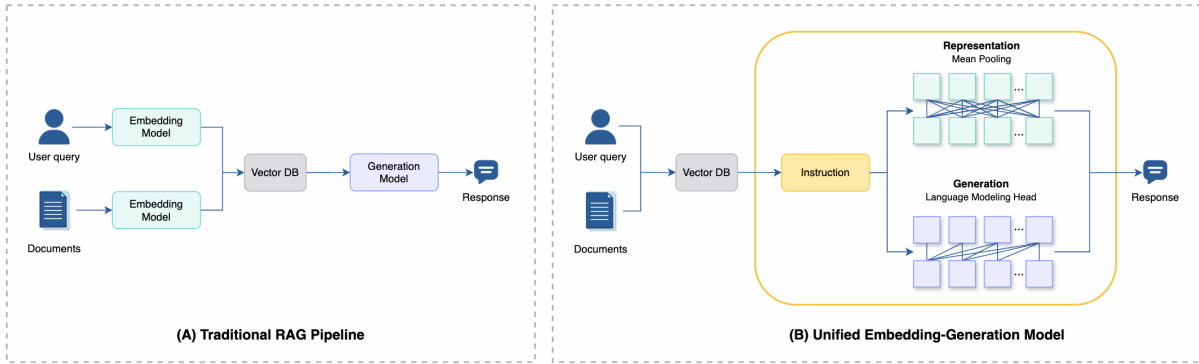 User query
Embedding
Model
Documents
Embedding
Model
Vector DB
Generation
Model
Response
(A) Traditional RAG Pipeline
User query
Documents
Vector DB
Instruction
Representation
Mean Pooling
...
...
Generation
Language Modeling Head
...
...
Response
(B) Unified Embedding-Generation Model